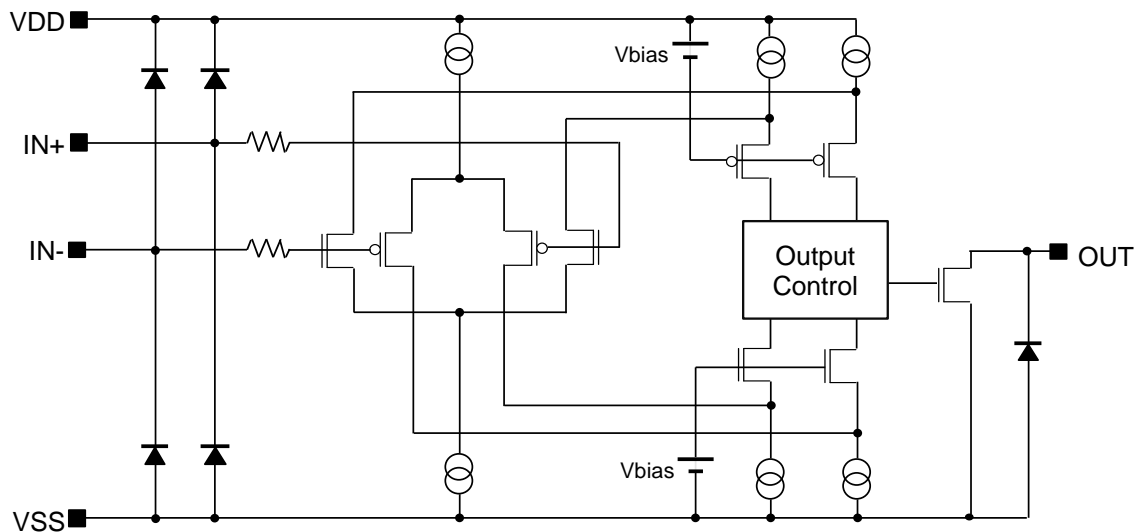 VDD
Vbias
IN+
IN-
Output
Control
OUT
Vbias
VSS